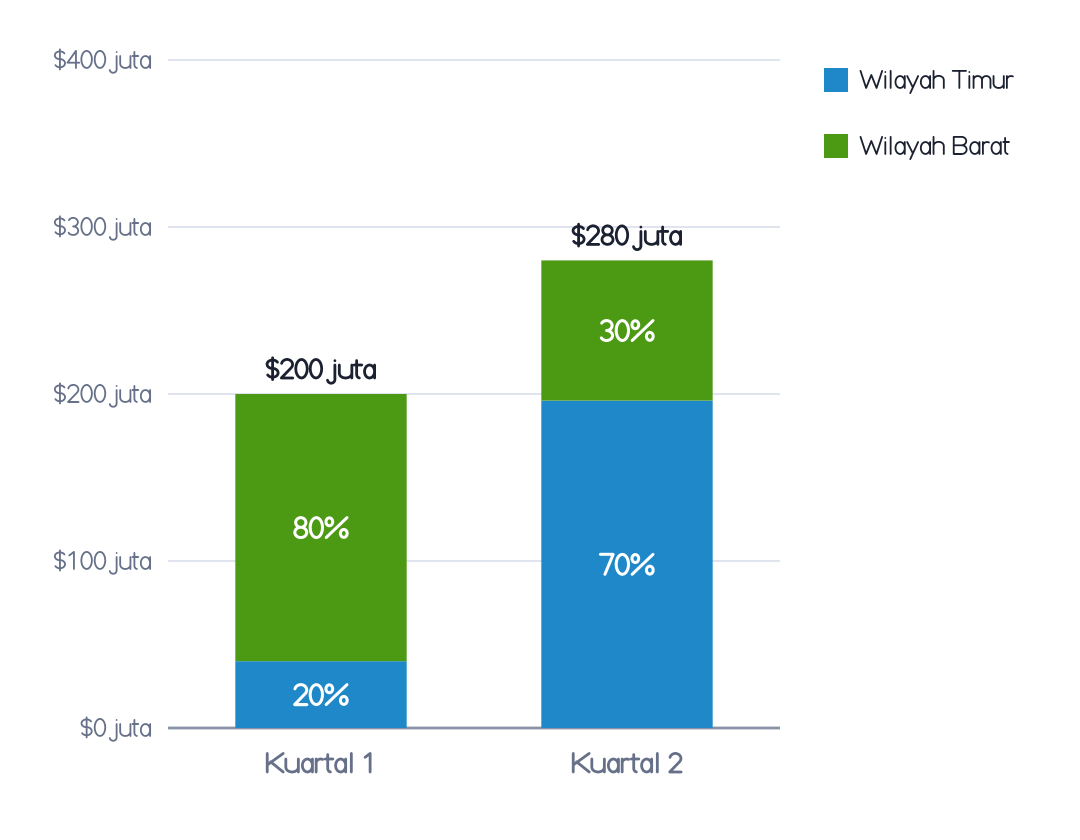 $400 juta
$300 juta
$200 juta
$100 juta
$0 juta
$200 juta
80%
20%
$280 juta
30%
70%
Kuartal 1
Kuartal 2
Wilayah Timur
Wilayah Barat